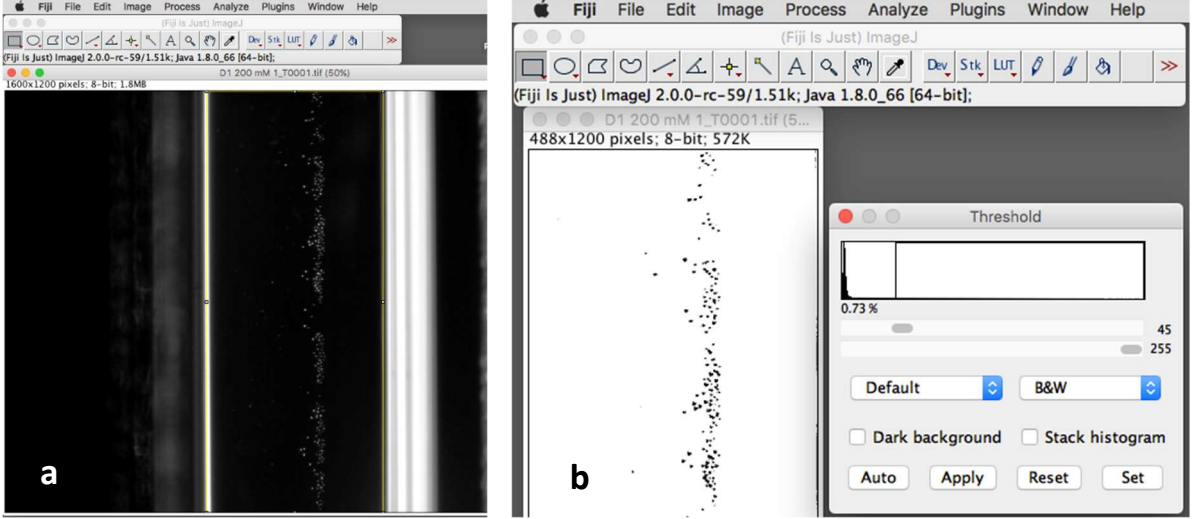 Fiji File Edit Image Process Analyze Plugins Window Help
(Fiji Is Just) ImageJ
Dev Stk LUT
(Fiji Is Just) ImageJ 2.0.0-rc-59/1.51k; Java 1.8.0_66 [64-bit];
D1 200 mM 1_T0001.tif (50%)
1600x1200 pixels; 8-bit; 1.8MB
a
Fiji File Edit Image Process Analyze Plugins Window Help
(Fiji Is Just) ImageJ
A Dev Stk LUT
(Fiji Is Just) ImageJ 2.0.0-rc-59/1.51k; Java 1.8.0_66 [64-bit];
D1 200 mM 1_T0001.tif (5...
488x1200 pixels; 8-bit; 572K
b
Threshold
0.73 %
45
255
Default B&W
Dark background Stack histogram
Auto Apply Reset Set